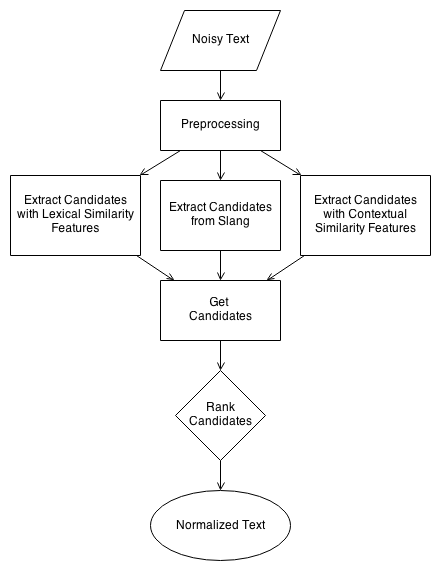 Noisy Text
Preprocessing
Extract Candidates
with Lexical Similarity
Features
Extract Candidates
from Slang
Extract Candidates
with Contextual
Similarity Features
Get
Candidates
Rank
Candidates
Normalized Text